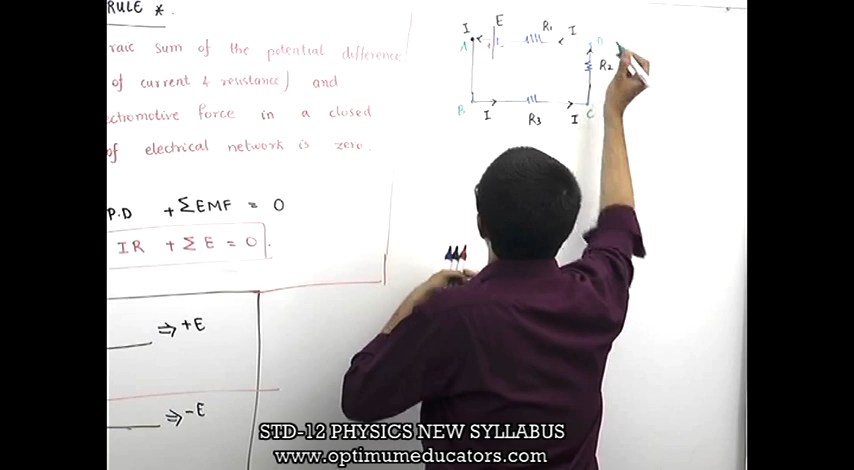 RULE *
raic sum of the potential difference
of current & resistance) and
ctromotive force in a closed
of electrical network is zero.
P.D + ΣEMF = 0
IR + ΣE = 0.
⇒ +E
⇒ -E
I E R1 I
A D
R2
B I R3 I C
STD-12 PHYSICS NEW SYLLABUS
www.optimumeducators.com